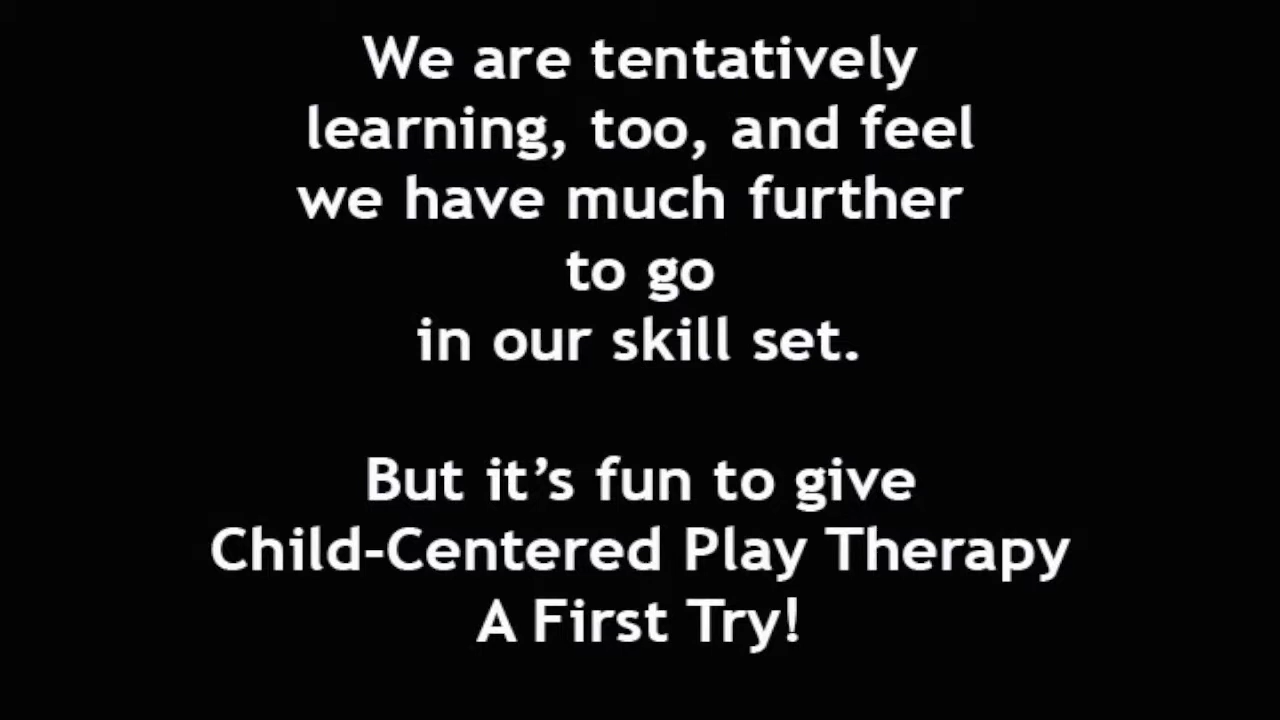 We are tentatively
learning, too, and feel
we have much further
to go
in our skill set.
But it’s fun to give
Child-Centered Play Therapy
A First Try!